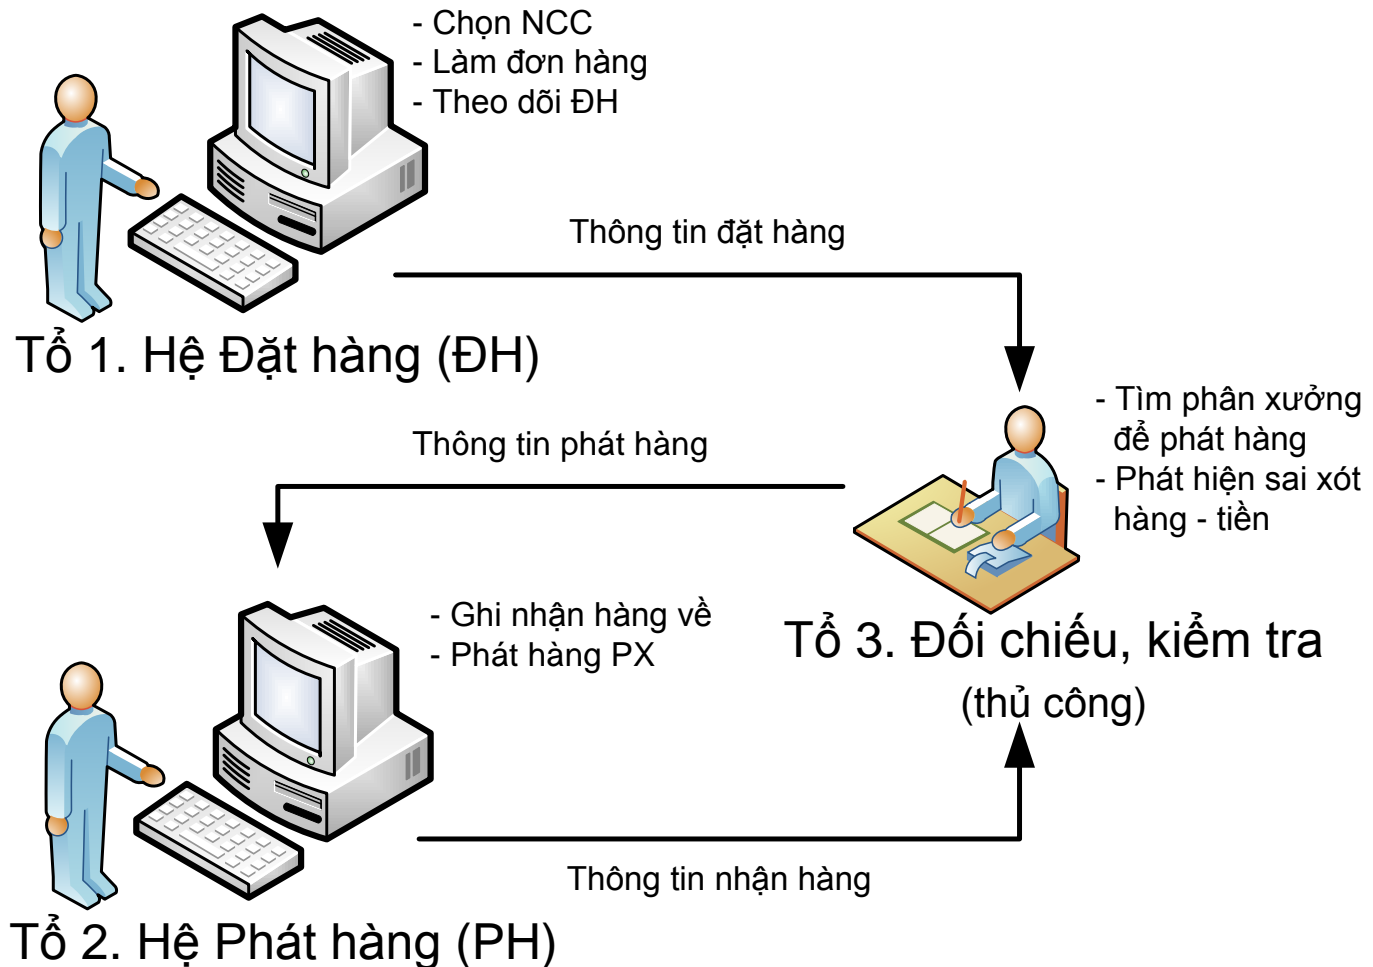 - Chọn NCC
- Làm đơn hàng
- Theo dõi ĐH
Thông tin đặt hàng
Tổ 1. Hệ Đặt hàng (ĐH)
- Tìm phân xưởng
để phát hàng
- Phát hiện sai xót
hàng - tiền
Thông tin phát hàng
- Ghi nhận hàng về
- Phát hàng PX
Tổ 3. Đối chiếu, kiểm tra
(thủ công)
Thông tin nhận hàng
Tổ 2. Hệ Phát hàng (PH)